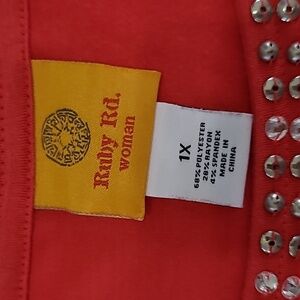 Ruby Rd.
woman
1X
68% POLYESTER
28% RAYON
4% SPANDEX
MADE IN
CHINA